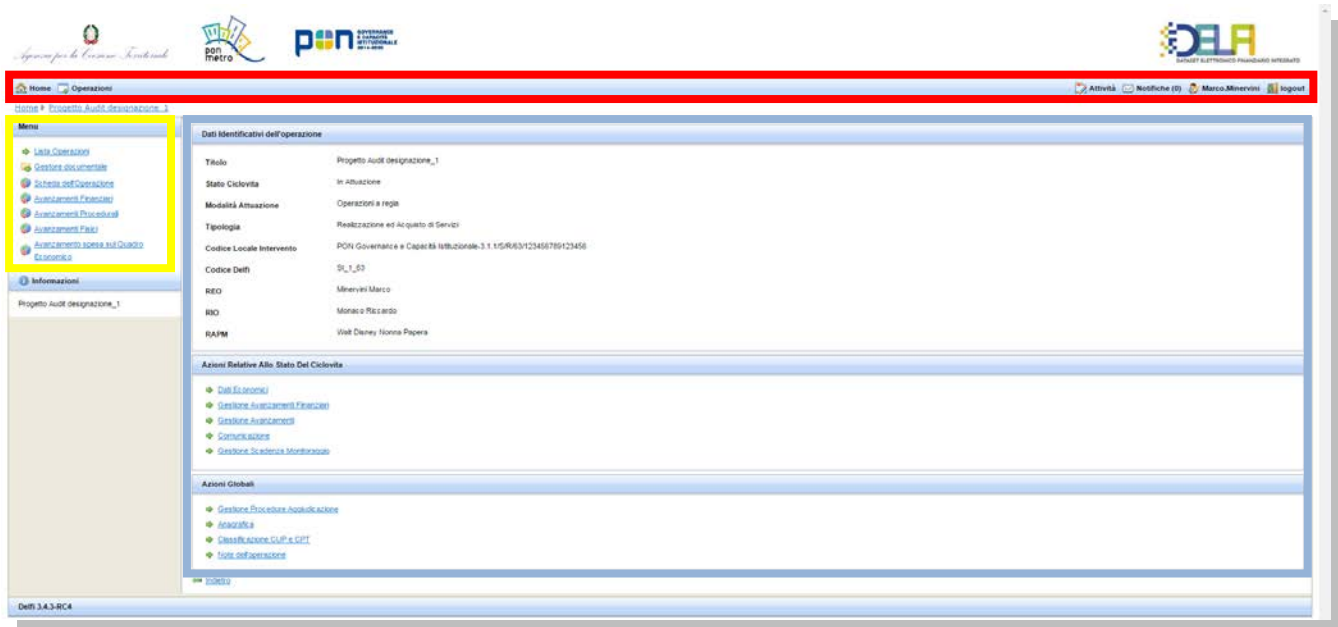 Agenzia per la Coesione Territoriale
pon
metro
pon GOVERNANCE
E CAPACITÀ
ISTITUZIONALE
2014-2020
DELFI
DATASET ELETTRONICO FINANZIARIO INTEGRATO
Home Operazioni Attività Notifiche (0) Marco.Minervini logout
Home Progetto Audit designazione_1
Menu
Lista Operazioni
Gestore documentale
Scheda dell'Operazione
Avanzamenti Finanziari
Avanzamenti Procedurali
Avanzamenti Fisici
Avanzamento spesa sul Quadro
Economico
Informazioni
Progetto Audit designazione_1
Dati Identificativi dell'operazione
Titolo Progetto Audit designazione_1
Stato Ciclovita In Attuazione
Modalità Attuazione Operazioni a regia
Tipologia Realizzazione ed Acquisto di Servizi
Codice Locale Intervento PON Governance e Capacità Istituzionale-3.1.1/S/R/63/123456789123456
Codice Delfi St_1_63
REO Minervini Marco
RIO Monaco Riccardo
RAPM Walt Disney Nonna Papera
Azioni Relative Allo Stato Del Ciclovita
Dati Economici
Gestione Avanzamenti Finanziari
Gestione Avanzamenti
Comunicazione
Gestione Scadenze Monitoraggio
Azioni Globali
Gestione Procedure Aggiudicazione
Anagrafica
Classificazione CUP e CPT
Note dell'operazione
Indietro
Delfi 3.4.3-RC4